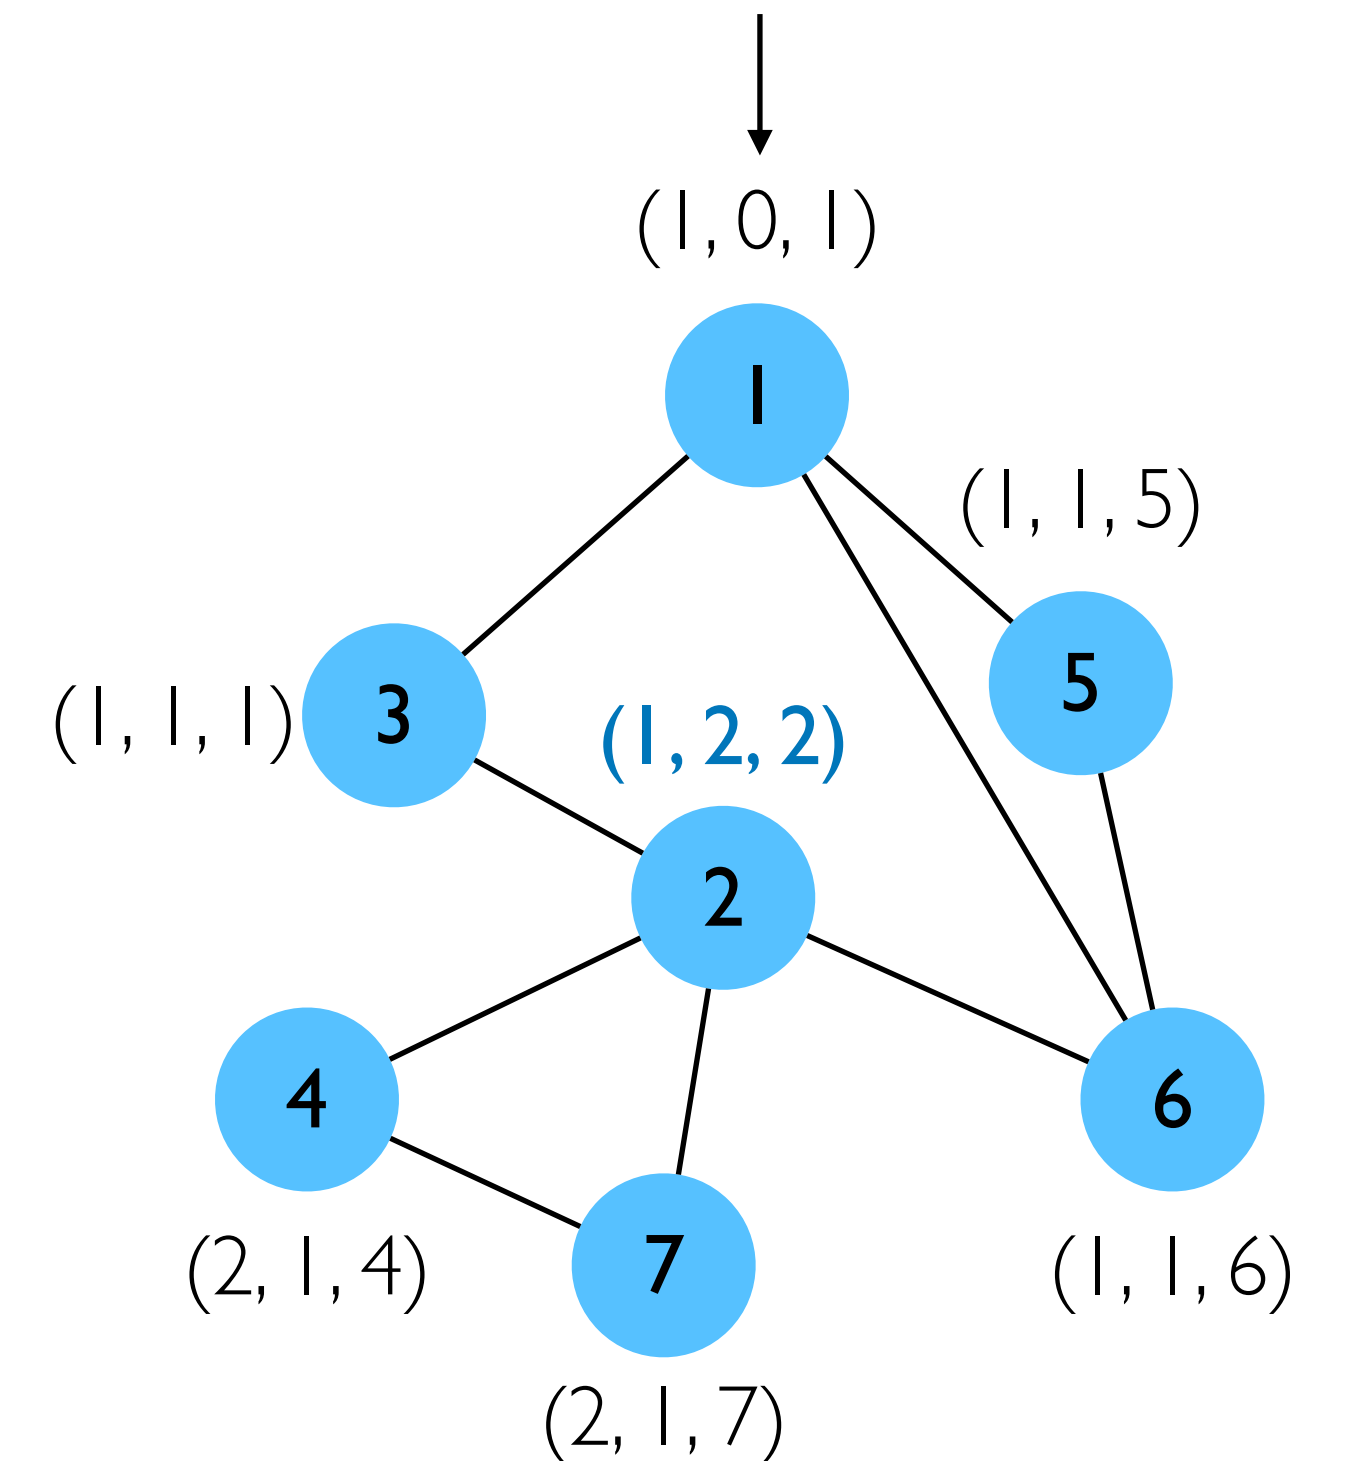 (1, 0, 1)
1
(1, 1, 5)
5
(1, 1, 1)
3
(1, 2, 2)
2
4
6
(2, 1, 4)
7
(1, 1, 6)
(2, 1, 7)